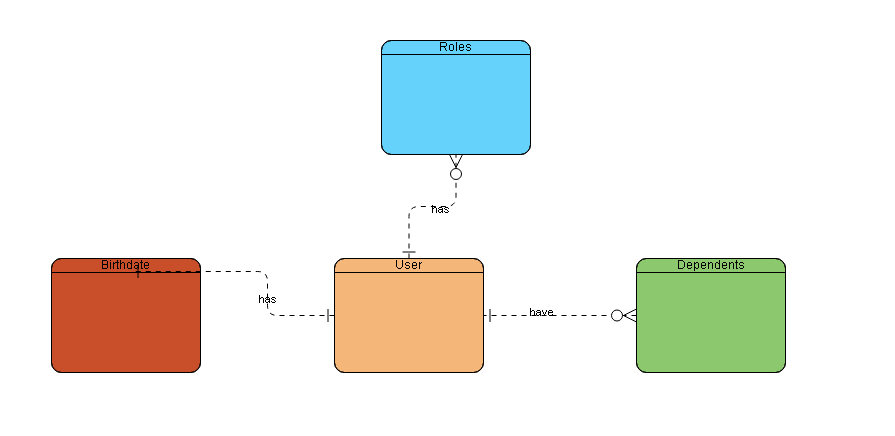 Roles
has
Birthdate
User
Dependents
has
have